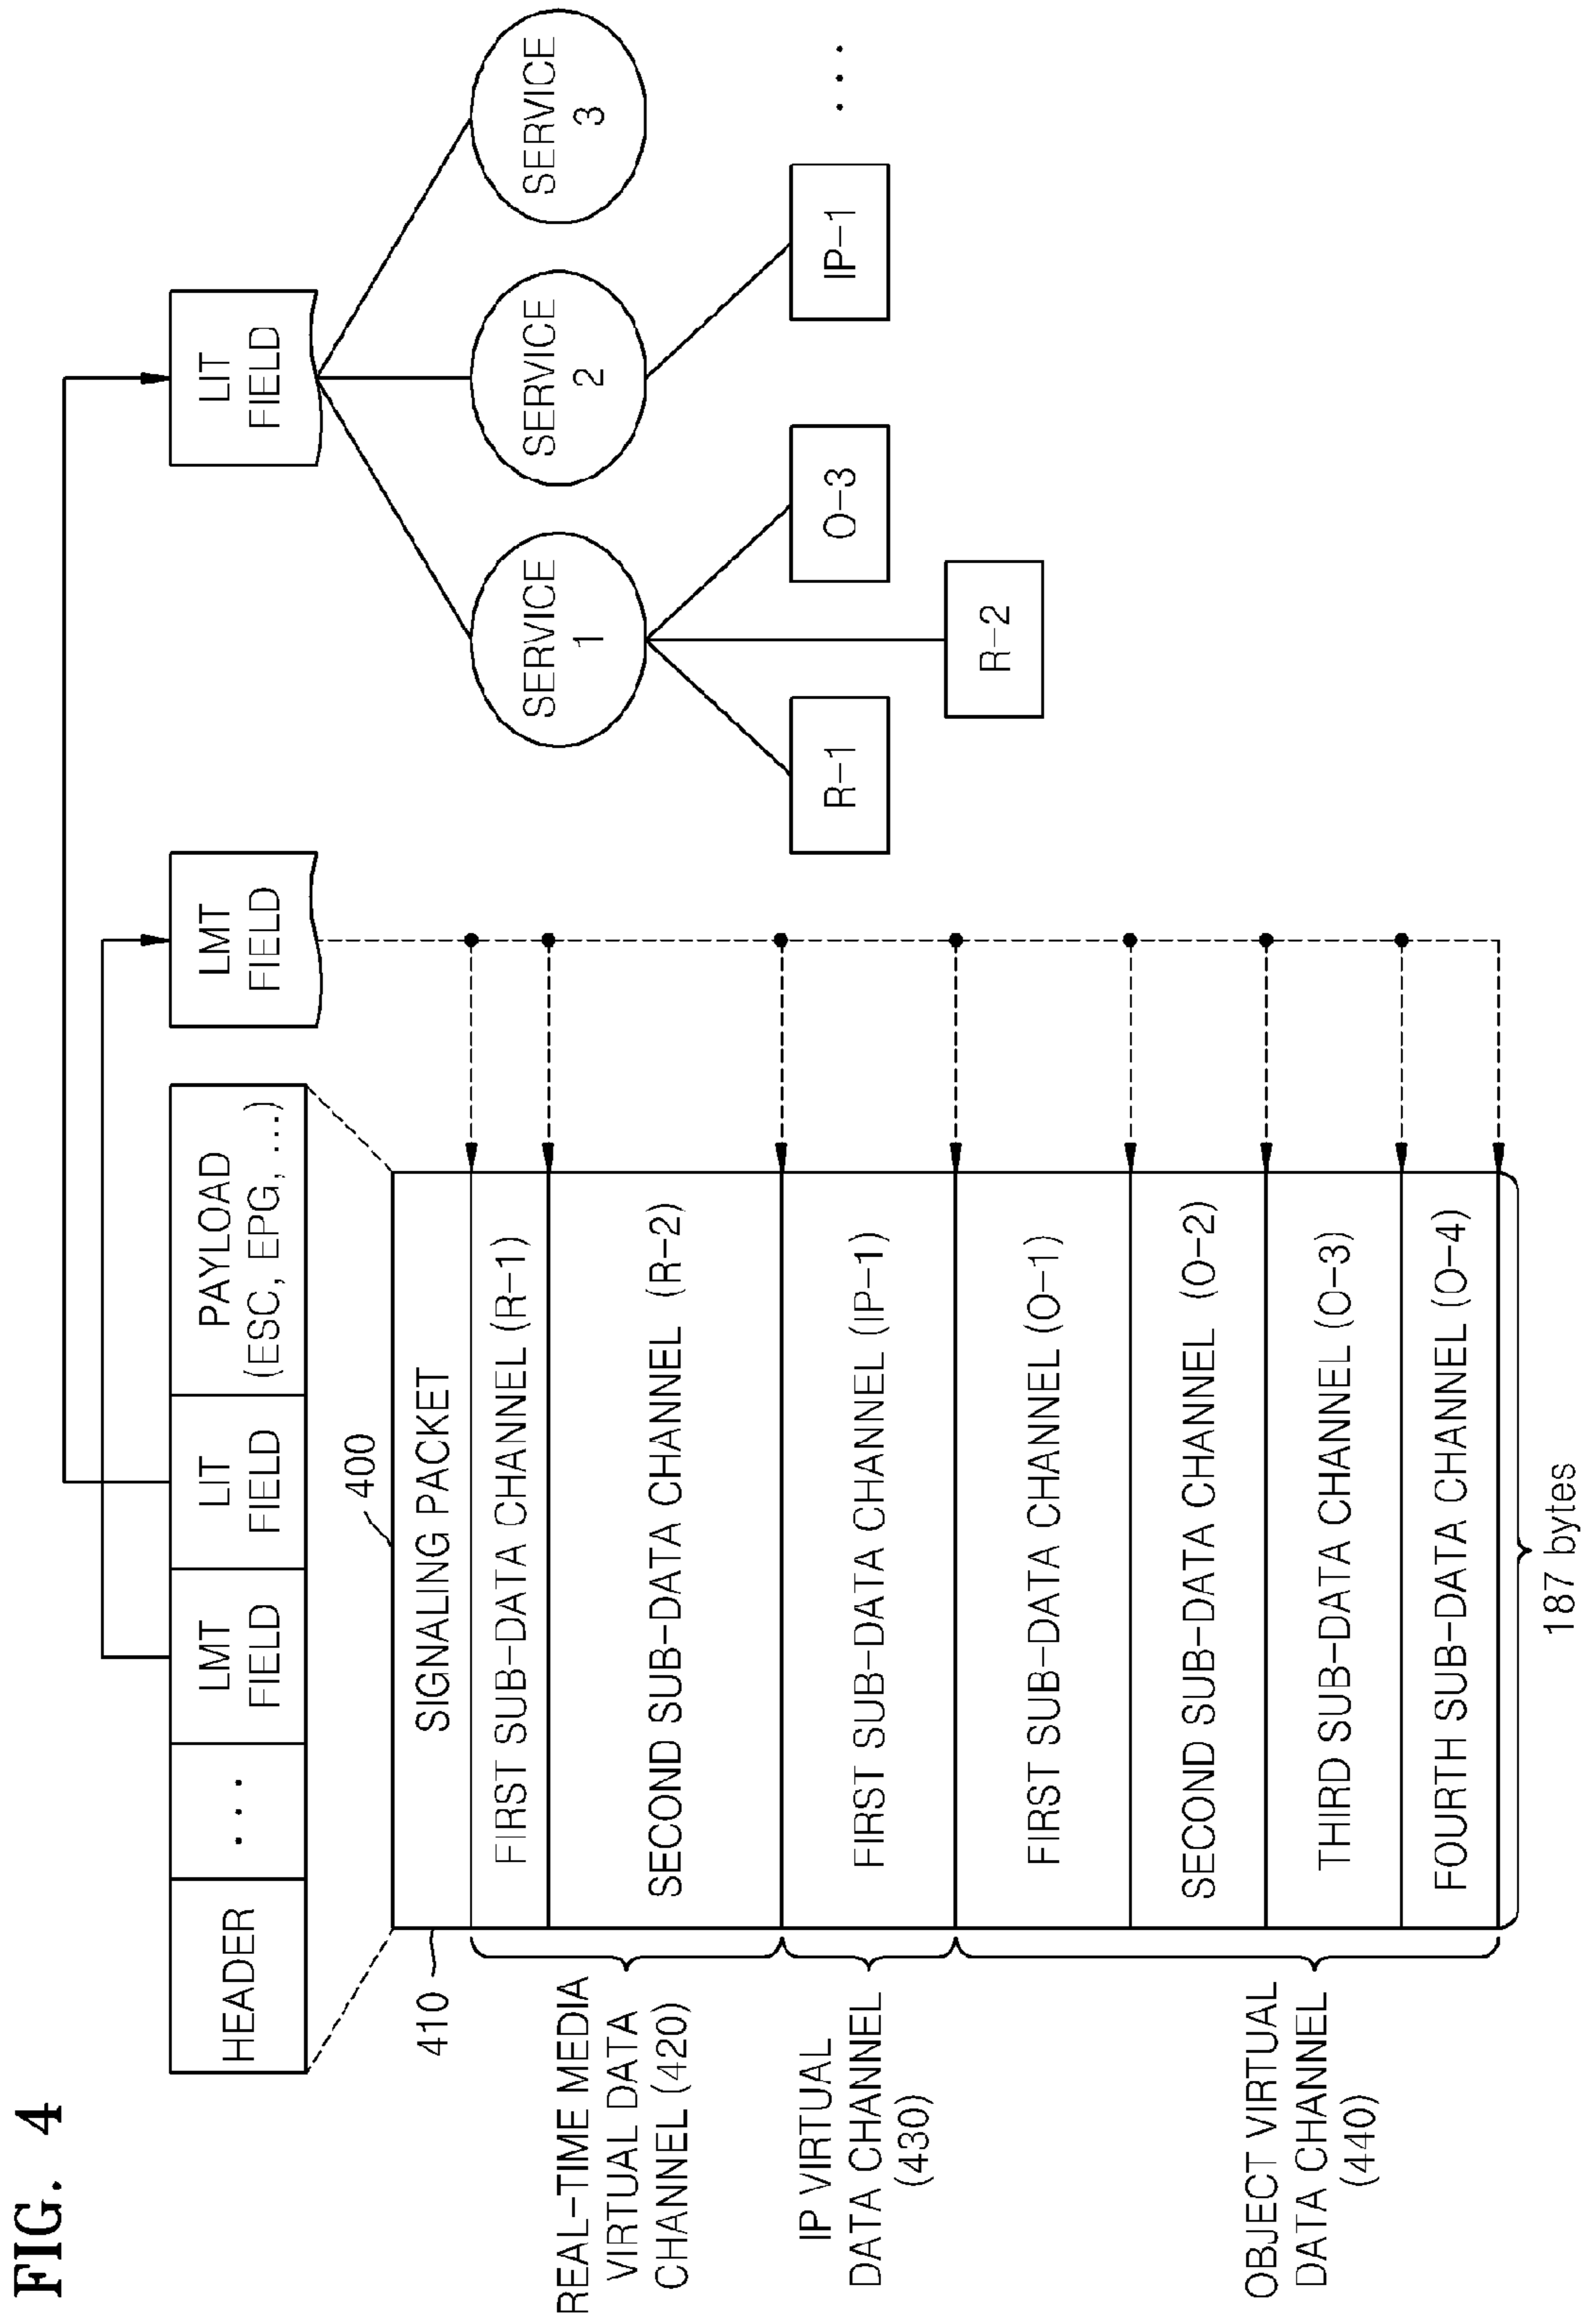 FIG. 4
HEADER
...
LMT
FIELD
LIT
FIELD
PAYLOAD
(ESC, EPG, ...)
LMT
FIELD
LIT
FIELD
400
410
SIGNALING PACKET
REAL-TIME MEDIA
VIRTUAL DATA
CHANNEL (420)
FIRST SUB-DATA CHANNEL (R-1)
SECOND SUB-DATA CHANNEL (R-2)
IP VIRTUAL
DATA CHANNEL
(430)
FIRST SUB-DATA CHANNEL (IP-1)
OBJECT VIRTUAL
DATA CHANNEL
(440)
FIRST SUB-DATA CHANNEL (O-1)
SECOND SUB-DATA CHANNEL (O-2)
THIRD SUB-DATA CHANNEL (O-3)
FOURTH SUB-DATA CHANNEL (O-4)
187 bytes
SERVICE
1
SERVICE
2
SERVICE
3
R-1
O-3
IP-1
...
R-2